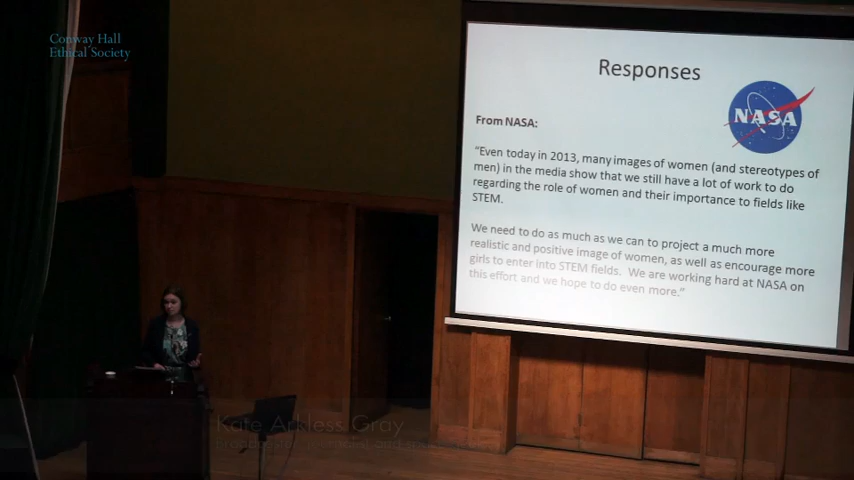 Conway Hall
Ethical Society
Responses
NASA
From NASA:
"Even today in 2013, many images of women (and stereotypes of
men) in the media show that we still have a lot of work to do
regarding the role of women and their importance to fields like
STEM.
We need to do as much as we can to project a much more
realistic and positive image of women, as well as encourage more
girls to enter into STEM fields. We are working hard at NASA on
this effort and we hope to do even more."
Kate Arkless Gray